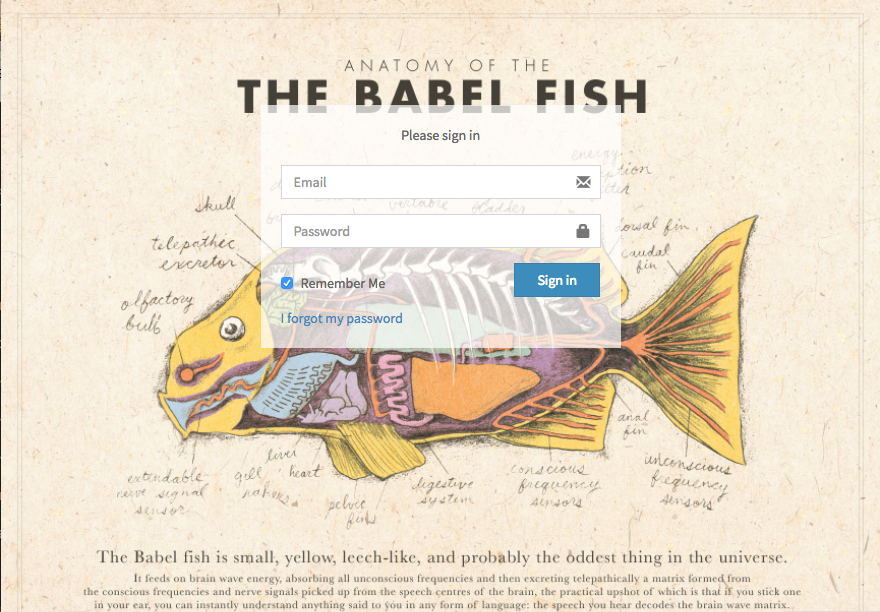 ANATOMY OF THE
THE BABEL FISH
Please sign in
Email
Password
Remember Me
Sign in
I forgot my password
energy
skull
bladder
dorsal fin
telepathic
excretor
caudal
fin
olfactory
bulb
anal
fin
liver
heart
gill
rakers
extendable
nerve signal
sensor
pelvic
fins
digestive
system
conscious
frequency
sensors
unconscious
frequency
sensors
The Babel fish is small, yellow, leech-like, and probably the oddest thing in the universe.
It feeds on brain wave energy, absorbing all unconscious frequencies and then excreting telepathically a matrix formed from
the conscious frequencies and nerve signals picked up from the speech centres of the brain, the practical upshot of which is that if you stick one
in your ear, you can instantly understand anything said to you in any form of language: the speech you hear decodes the brain wave matrix.